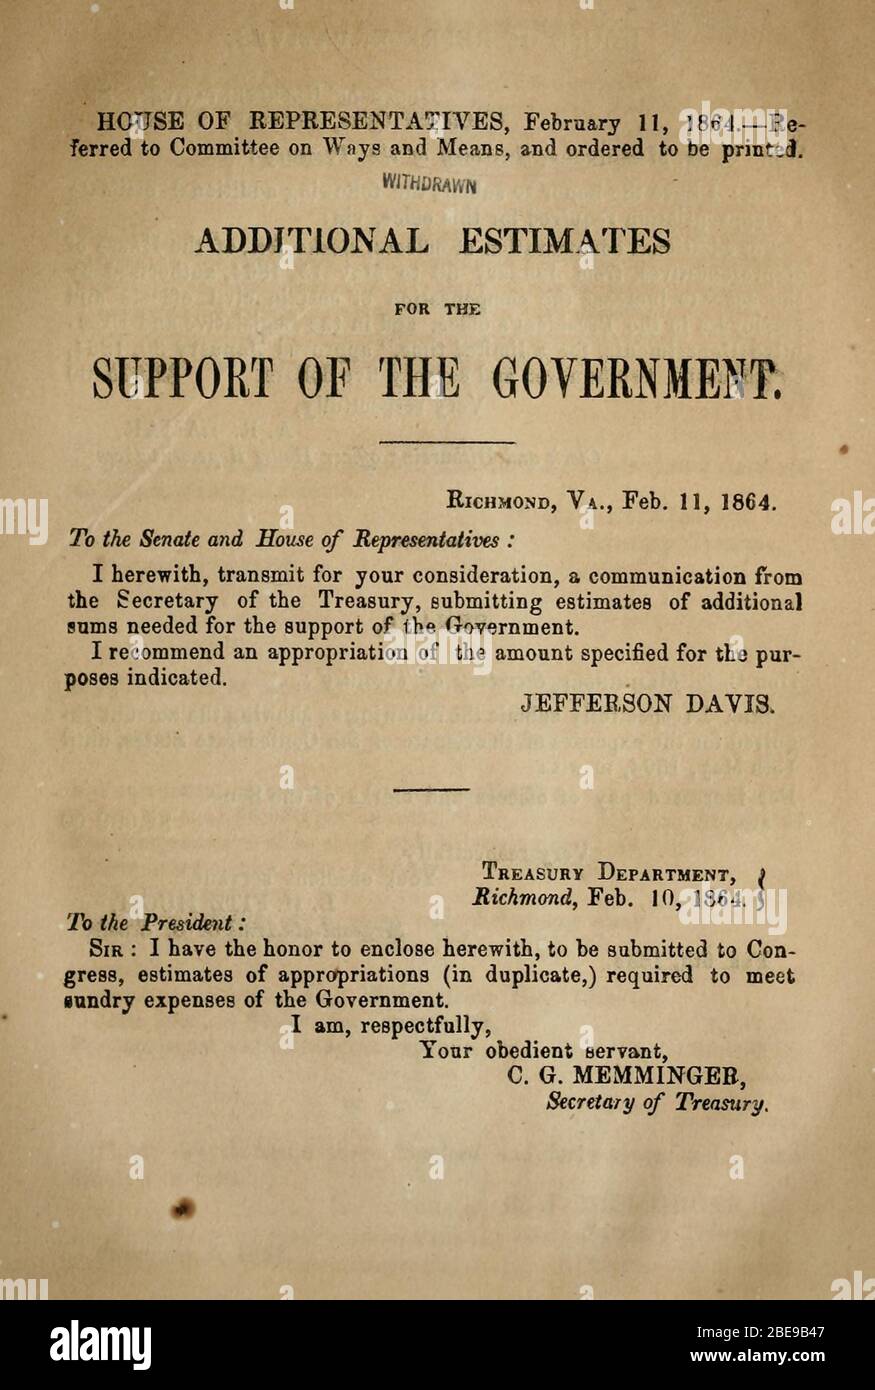 HOUSE OF REPRESENTATIVES, February 11, 1864.—Re-
ferred to Committee on Ways and Means, and ordered to be printed.
WITHDRAWN
ADDITIONAL ESTIMATES
FOR THE
SUPPORT OF THE GOVERNMENT.
RICHMOND, VA., Feb. 11, 1864.
To the Senate and House of Representatives :
I herewith, transmit for your consideration, a communication from
the Secretary of the Treasury, submitting estimates of additional
sums needed for the support of the Government.
I recommend an appropriation of the amount specified for the pur-
poses indicated.
JEFFERSON DAVIS.
TREASURY DEPARTMENT, }
Richmond, Feb. 10, 1864. }
To the President :
SIR : I have the honor to enclose herewith, to be submitted to Con-
gress, estimates of appropriations (in duplicate,) required to meet
sundry expenses of the Government.
I am, respectfully,
Your obedient servant,
C. G. MEMMINGER,
Secretary of Treasury.
alamy
Image ID: 2BE9B47
www.alamy.com